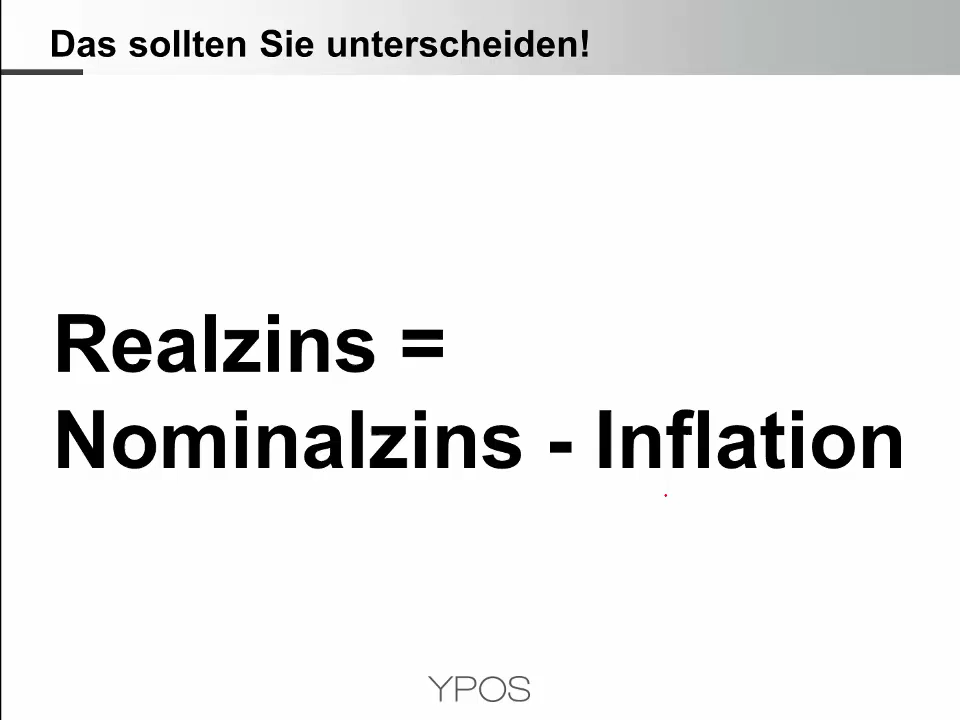 Das sollten Sie unterscheiden!
Realzins =
Nominalzins - Inflation
YPOS